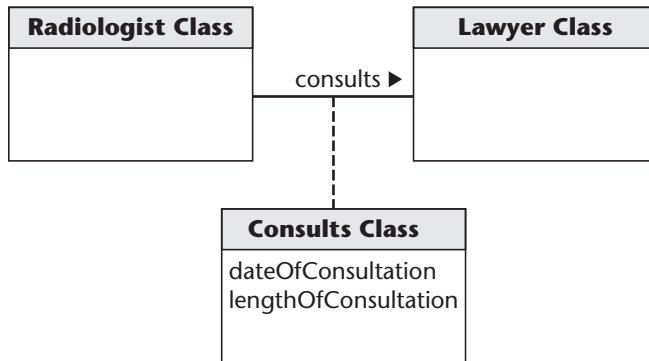 Radiologist Class
Lawyer Class
consults ▶
Consults Class
dateOfConsultation
lengthOfConsultation